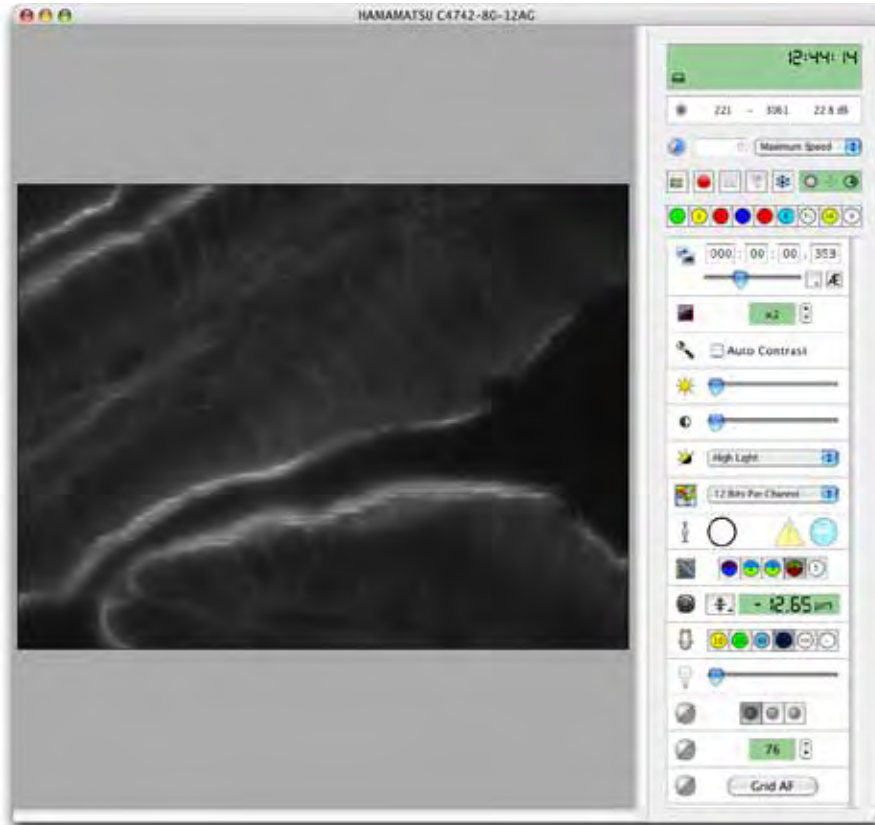 HAMAMATSU C4742-80-12AG
12:44:14
221 - 3061 22.8 dB
Maximum Speed
000 : 00 : 00 . 353
Æ
x2
Auto Contrast
High Light
12 Bits Per Channel
- 12.65 µm
76
Grid AF